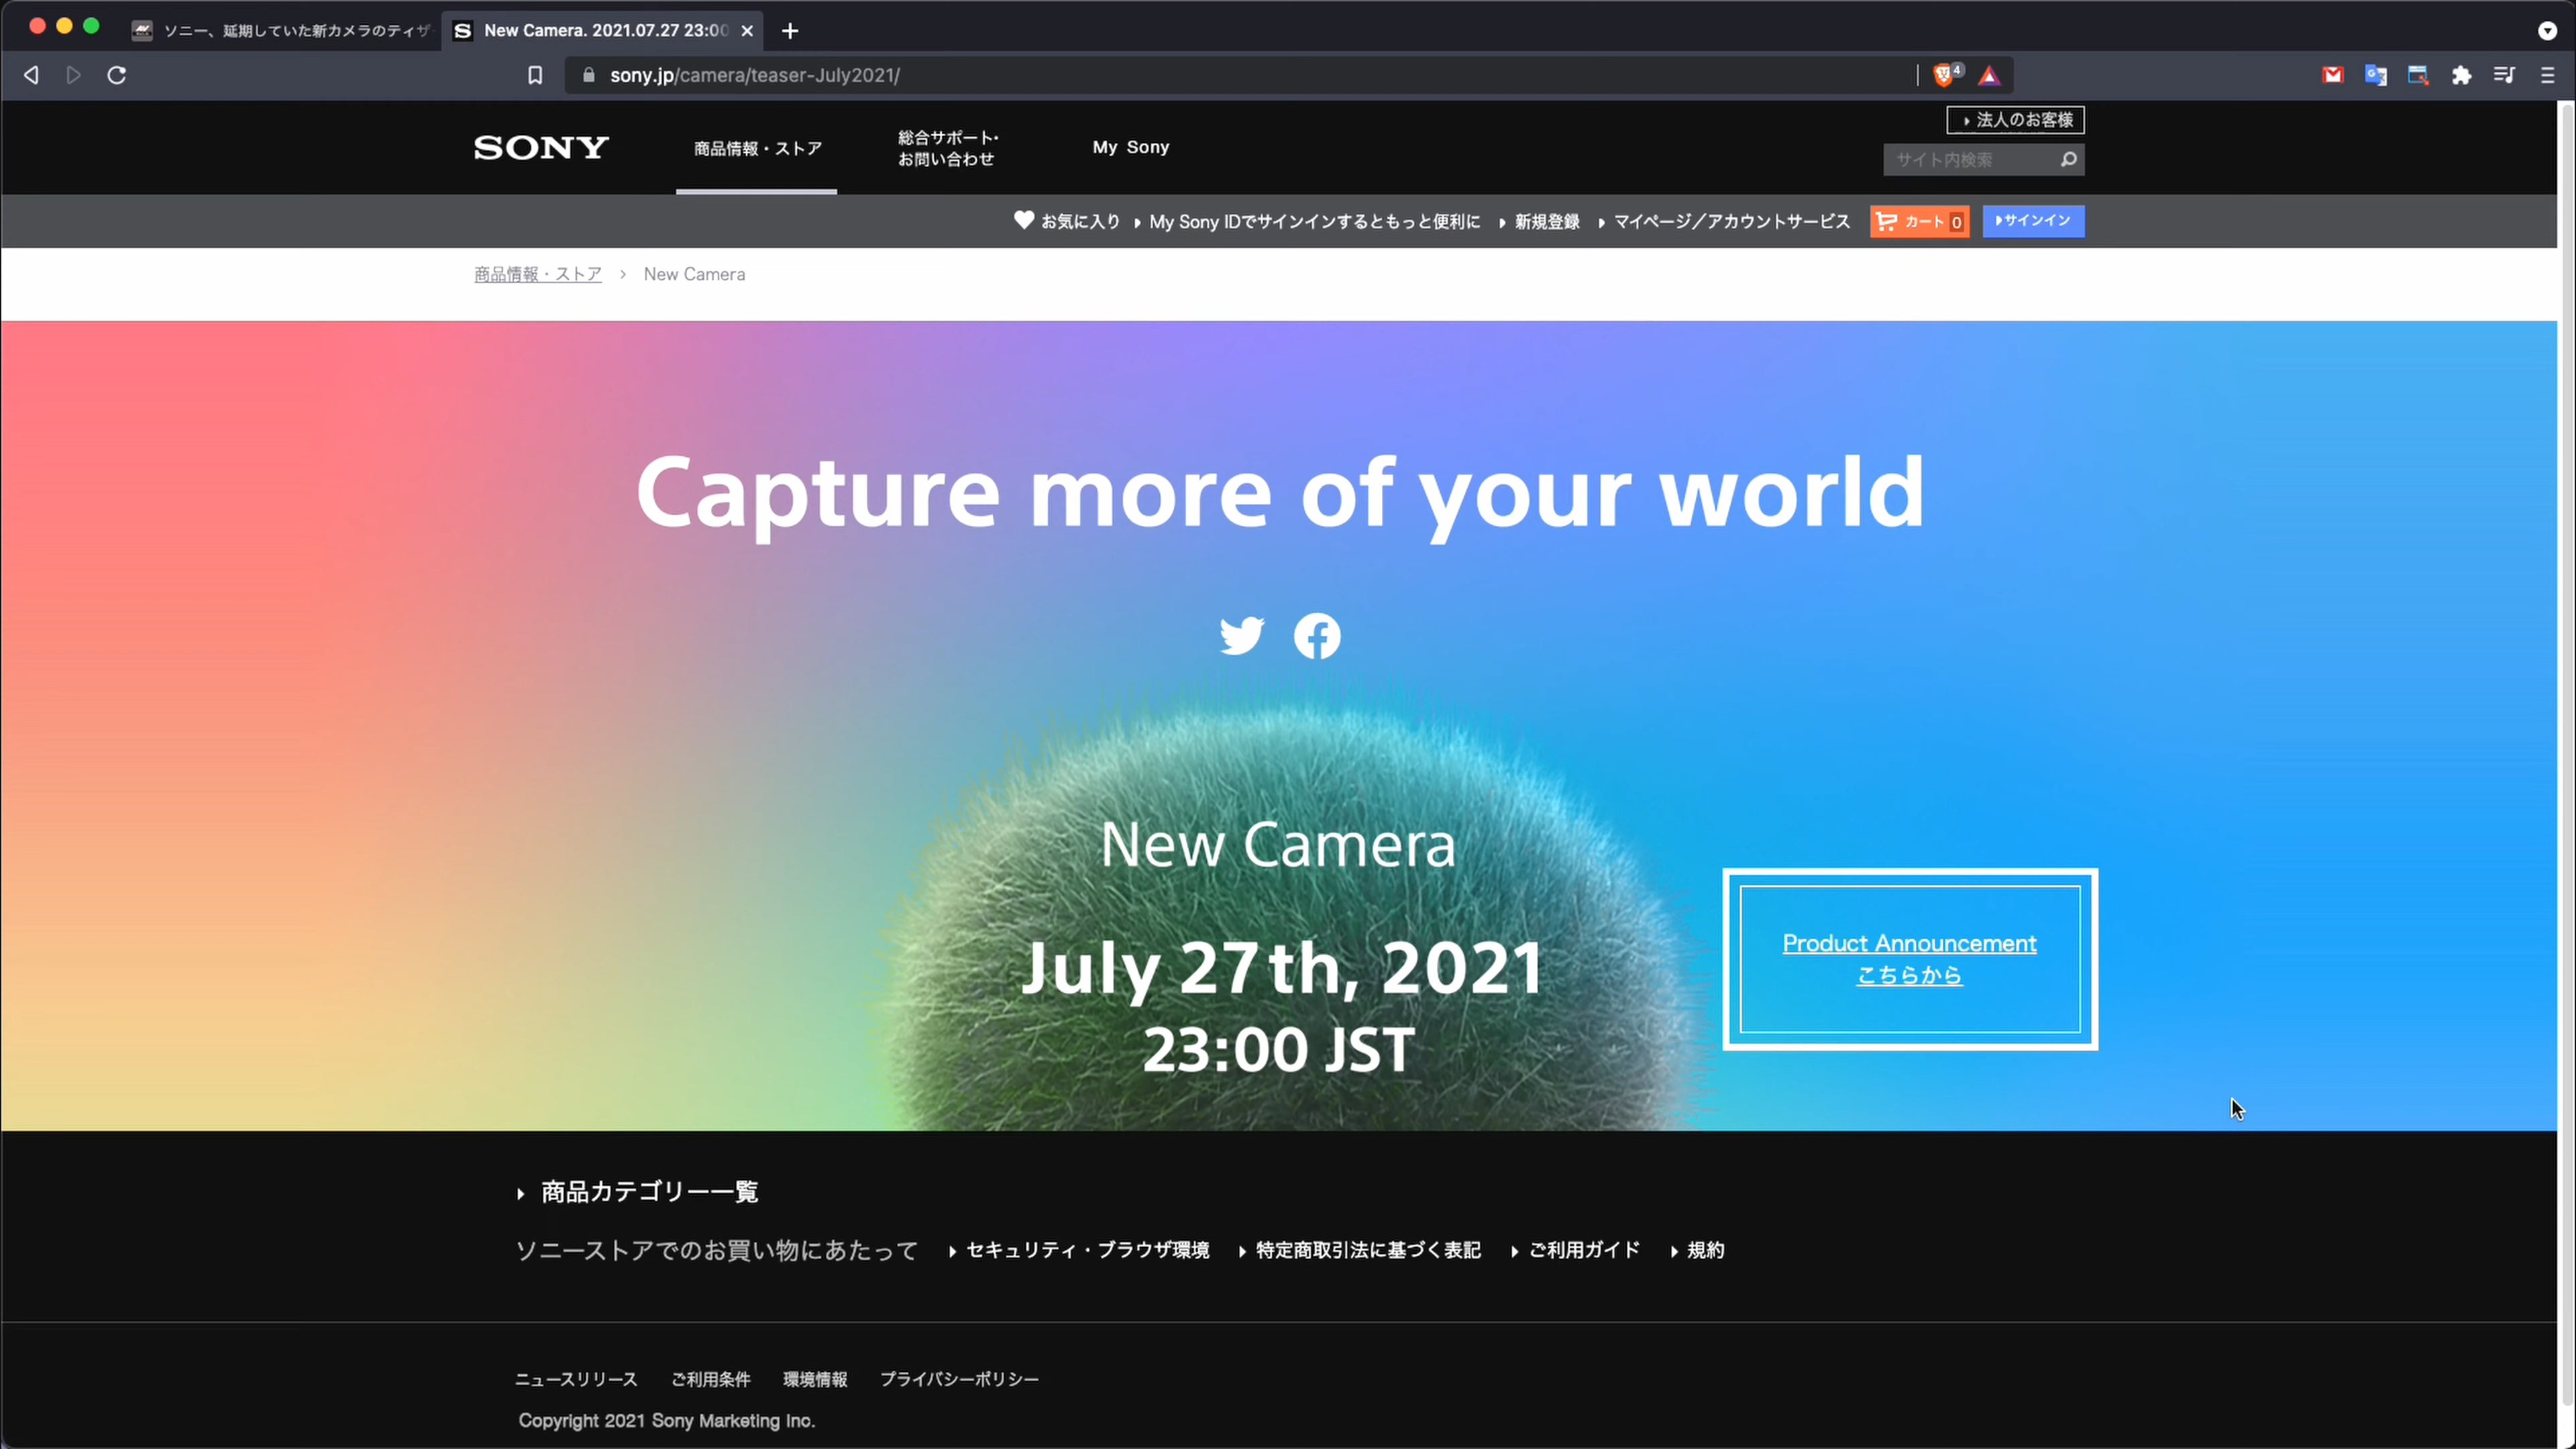 ソニー、延期していた新カメラのティザ
New Camera. 2021.07.27 23:00
sony.jp/camera/teaser-July2021/
4
SONY
商品情報・ストア
総合サポート・
お問い合わせ
My Sony
法人のお客様
サイト内検索
お気に入り
My Sony IDでサインインするともっと便利に
新規登録
マイページ／アカウントサービス
カート 0
サインイン
商品情報・ストア > New Camera
Capture more of your world
New Camera
July 27th, 2021
23:00 JST
Product Announcement
こちらから
商品カテゴリー一覧
ソニーストアでのお買い物にあたって
セキュリティ・ブラウザ環境
特定商取引法に基づく表記
ご利用ガイド
規約
ニュースリリース
ご利用条件
環境情報
プライバシーポリシー
Copyright 2021 Sony Marketing Inc.